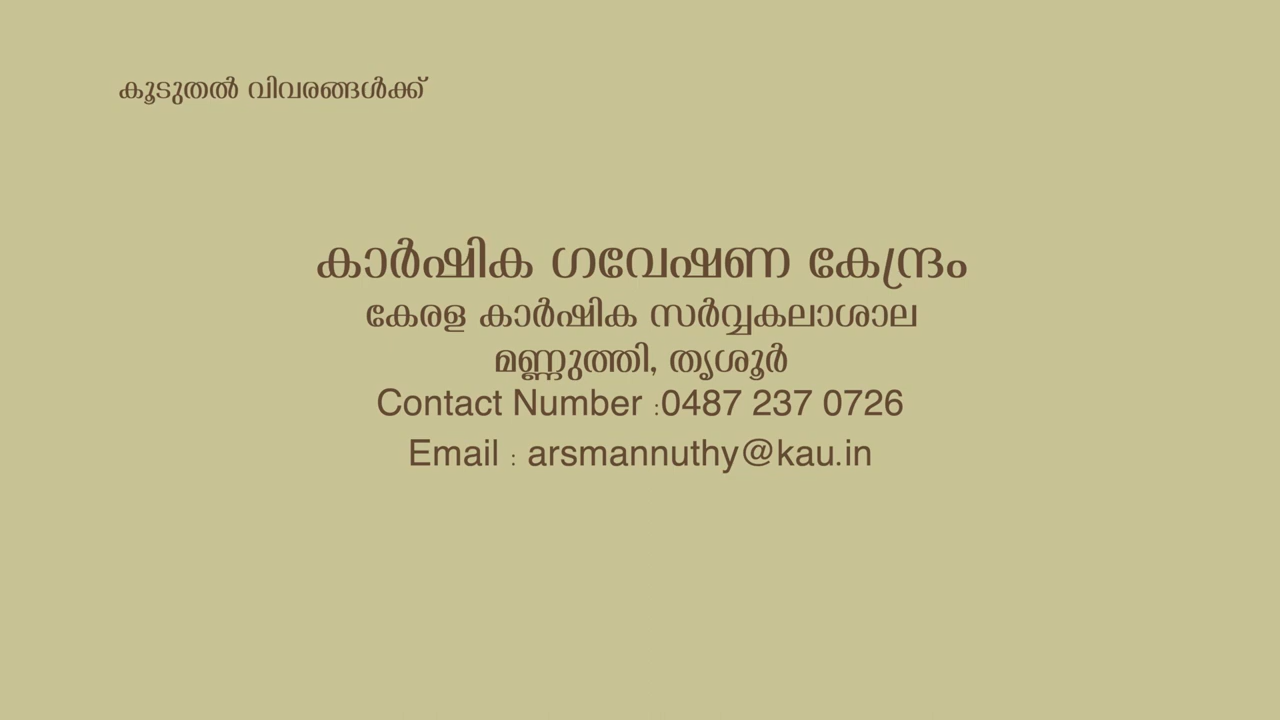 കൂടുതൽ വിവരങ്ങൾക്ക്
കാർഷിക ഗവേഷണ കേന്ദ്രം
കേരള കാർഷിക സർവ്വകലാശാല
മണ്ണുത്തി, തൃശൂർ
Contact Number :0487 237 0726
Email : arsmannuthy@kau.in